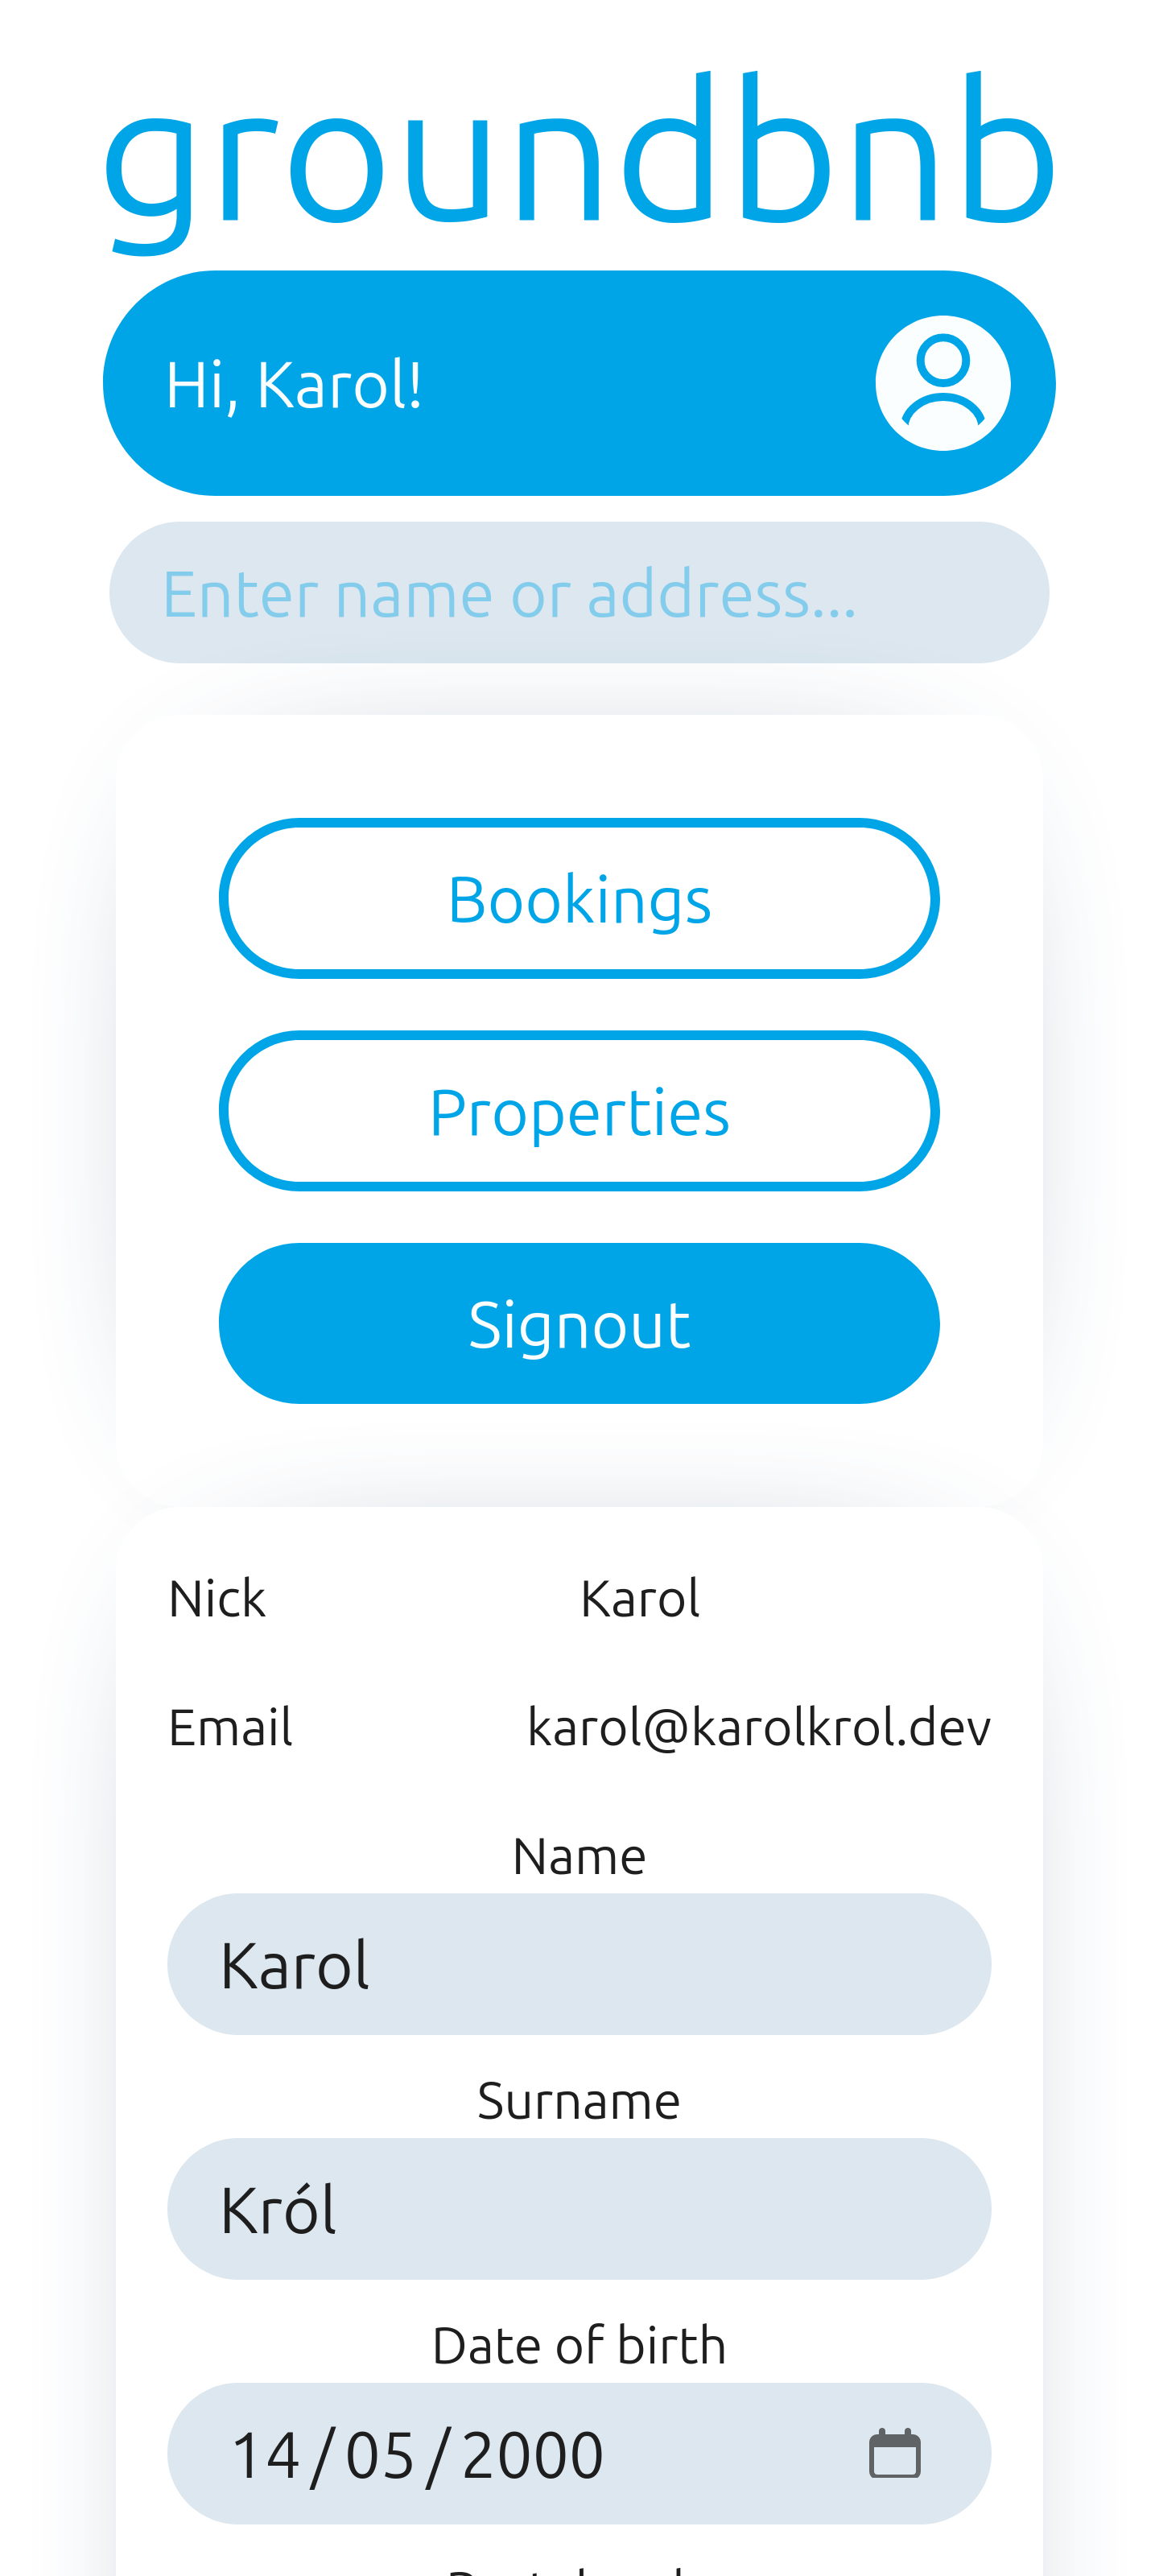 groundbnb
Hi, Karol!
Enter name or address...
Bookings
Properties
Signout
Nick Karol
Email karol@karolkrol.dev
Name
Karol
Surname
Król
Date of birth
14/05/2000